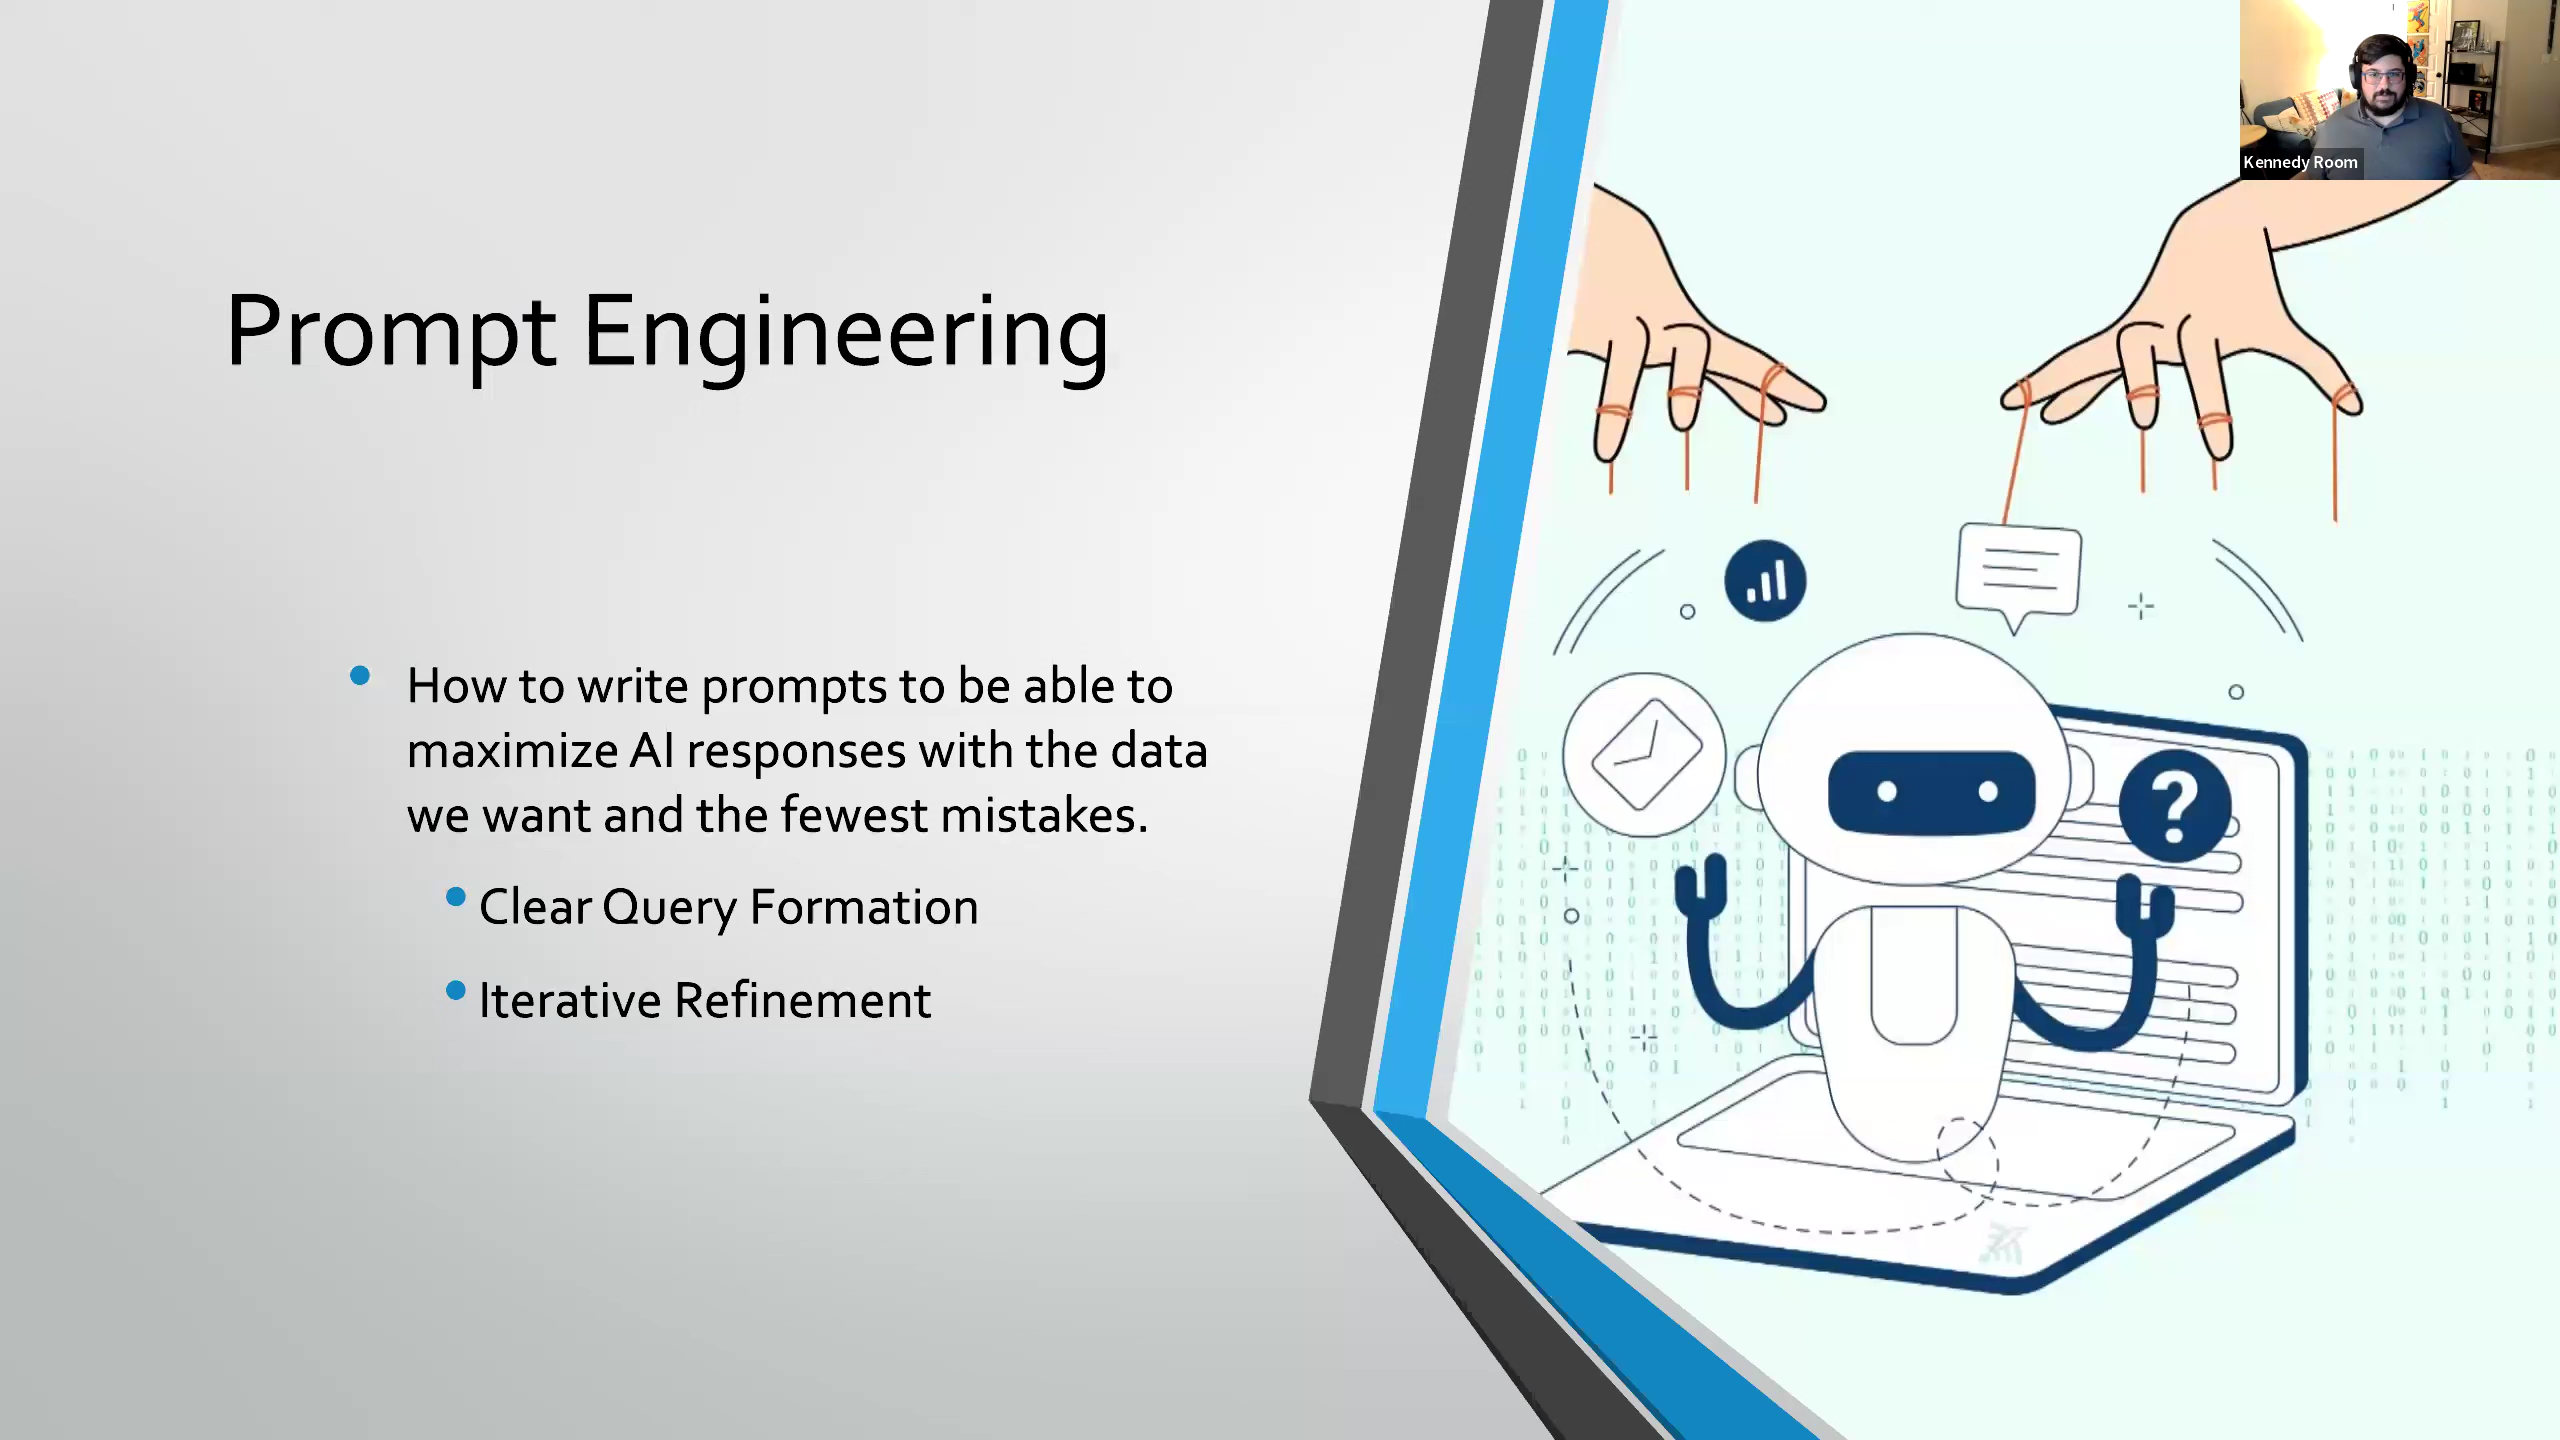 Kennedy Room
Prompt Engineering
How to write prompts to be able to
maximize AI responses with the data
we want and the fewest mistakes.
Clear Query Formation
Iterative Refinement
?